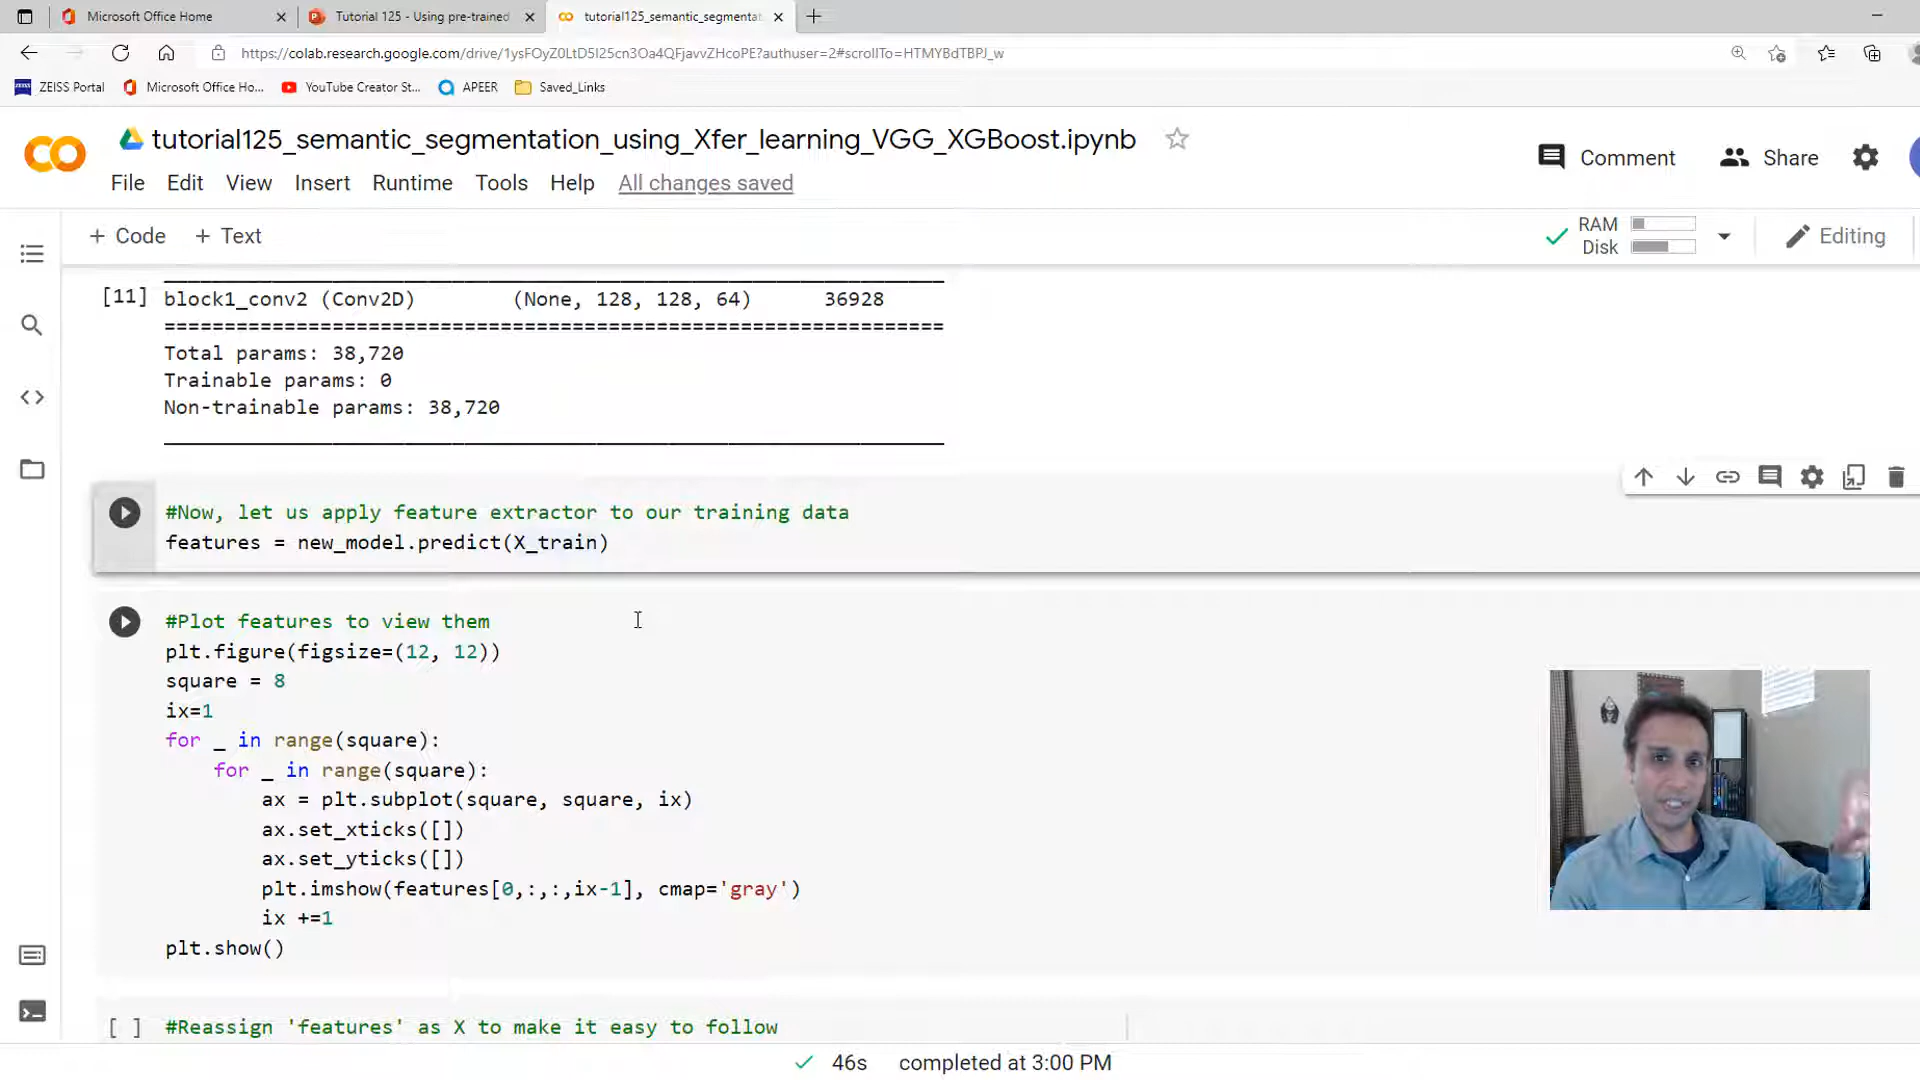 Microsoft Office Home
Tutorial 125 - Using pre-trained
tutorial125_semantic_segmentat
https://colab.research.google.com/drive/1ysFOyZ0LtD5I25cn3Oa4QFjavvZHcoPE?authuser=2#scrollTo=HTMYBdTBPJ_w
ZEISS Portal
Microsoft Office Ho...
YouTube Creator St...
APEER
Saved_Links
tutorial125_semantic_segmentation_using_Xfer_learning_VGG_XGBoost.ipynb
Comment
Share
File Edit View Insert Runtime Tools Help All changes saved
+ Code + Text
RAM
Disk
Editing
[11] block1_conv2 (Conv2D) (None, 128, 128, 64) 36928
=================================================================
Total params: 38,720
Trainable params: 0
Non-trainable params: 38,720
#Now, let us apply feature extractor to our training data
features = new_model.predict(X_train)
#Plot features to view them
plt.figure(figsize=(12, 12))
square = 8
ix=1
for _ in range(square):
    for _ in range(square):
        ax = plt.subplot(square, square, ix)
        ax.set_xticks([])
        ax.set_yticks([])
        plt.imshow(features[0,:,:,ix-1], cmap='gray')
        ix +=1
plt.show()
[ ] #Reassign 'features' as X to make it easy to follow
46s completed at 3:00 PM